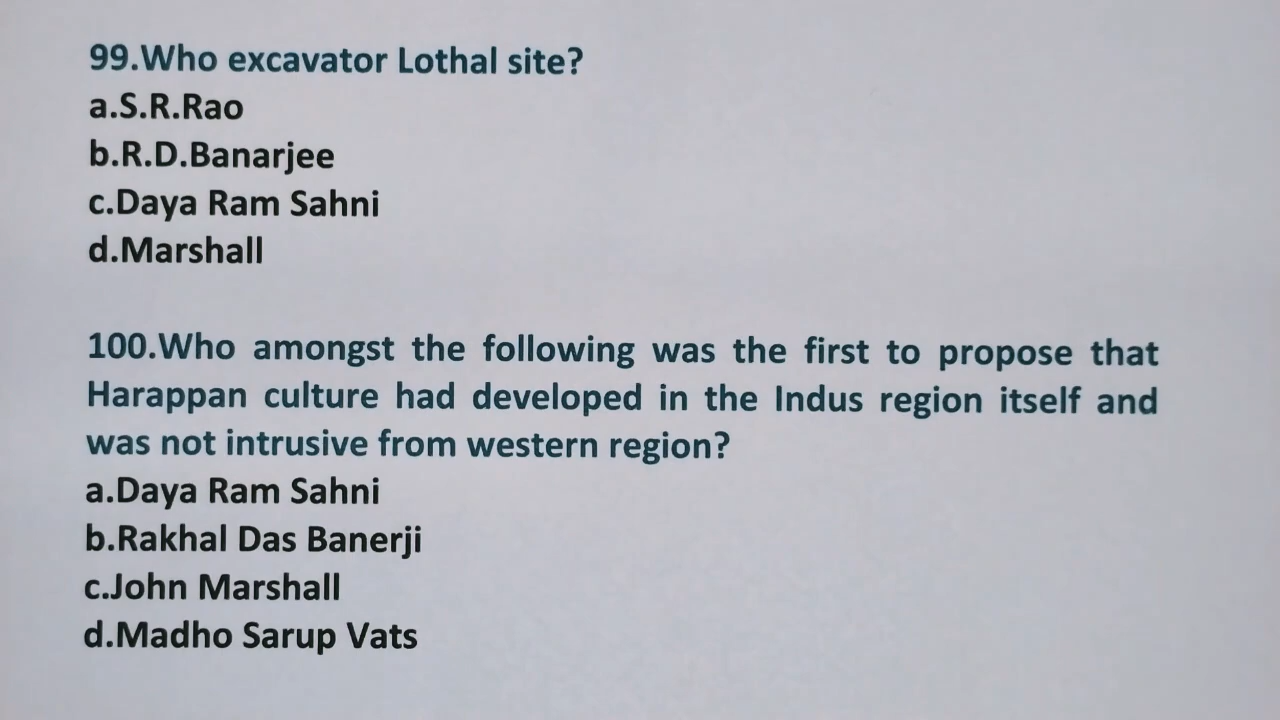 99.Who excavator Lothal site?
a.S.R.Rao
b.R.D.Banarjee
c.Daya Ram Sahni
d.Marshall
100.Who amongst the following was the first to propose that
Harappan culture had developed in the Indus region itself and
was not intrusive from western region?
a.Daya Ram Sahni
b.Rakhal Das Banerji
c.John Marshall
d.Madho Sarup Vats